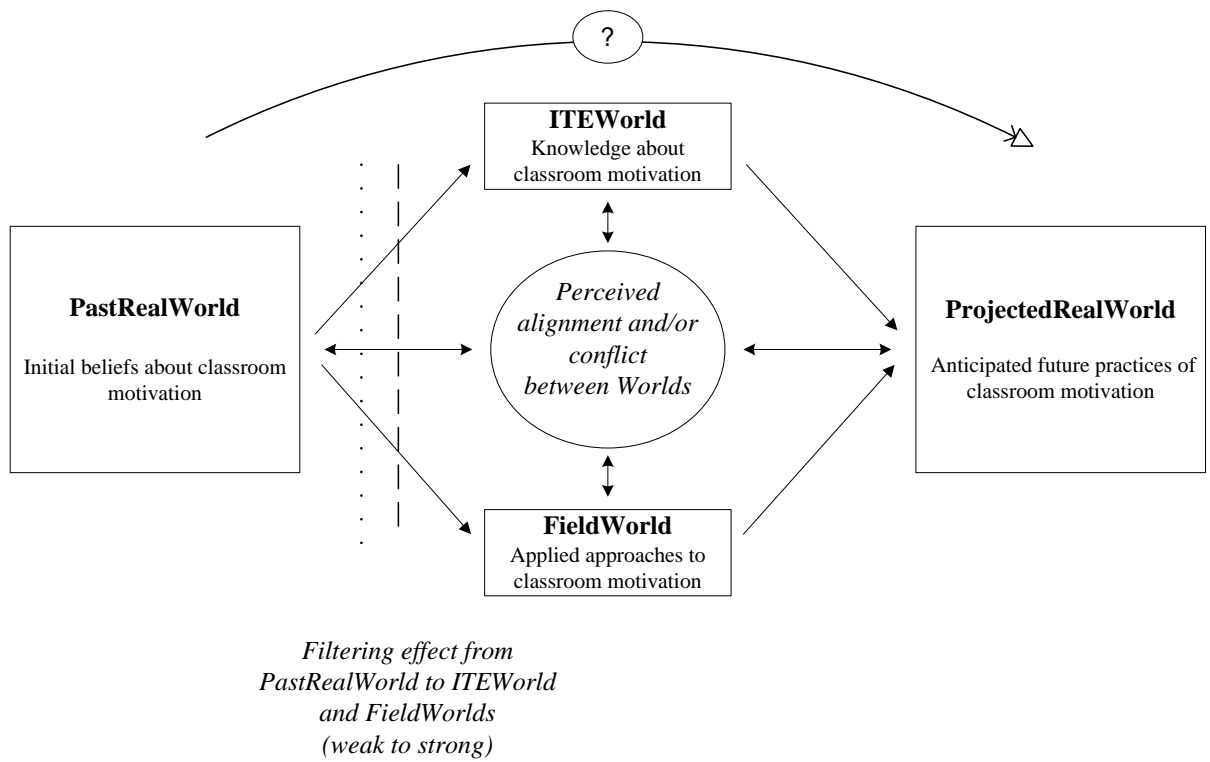 ?
ITEWorld
Knowledge about
classroom motivation
PastRealWorld
Initial beliefs about classroom
motivation
Perceived
alignment and/or
conflict
between Worlds
ProjectedRealWorld
Anticipated future practices of
classroom motivation
FieldWorld
Applied approaches to
classroom motivation
Filtering effect from
PastRealWorld to ITEWorld
and FieldWorlds
(weak to strong)